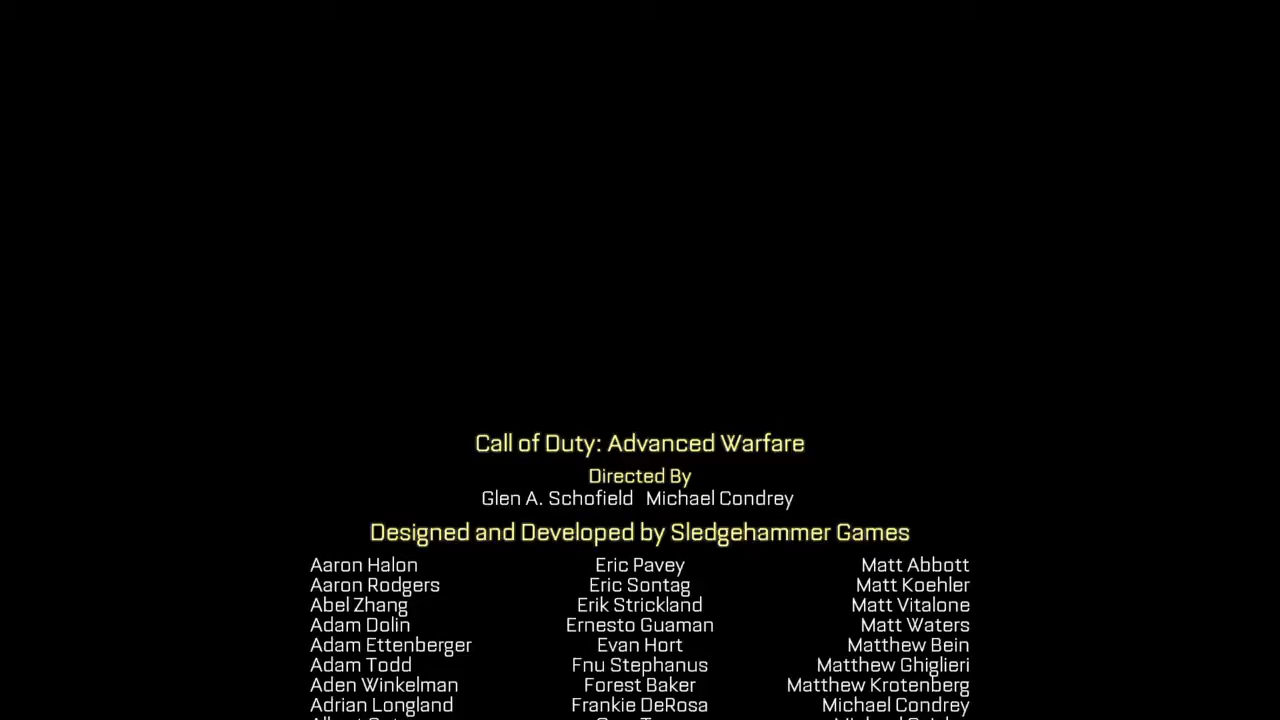 Call of Duty: Advanced Warfare
Directed By
Glen A. Schofield Michael Condrey
Designed and Developed by Sledgehammer Games
Aaron Halon Eric Pavey Matt Abbott
Aaron Rodgers Eric Sontag Matt Koehler
Abel Zhang Erik Strickland Matt Vitalone
Adam Dolin Ernesto Guaman Matt Waters
Adam Ettenberger Evan Hort Matthew Bein
Adam Todd Fnu Stephanus Matthew Ghiglieri
Aden Winkelman Forest Baker Matthew Krotenberg
Adrian Longland Frankie DeRosa Michael Condrey